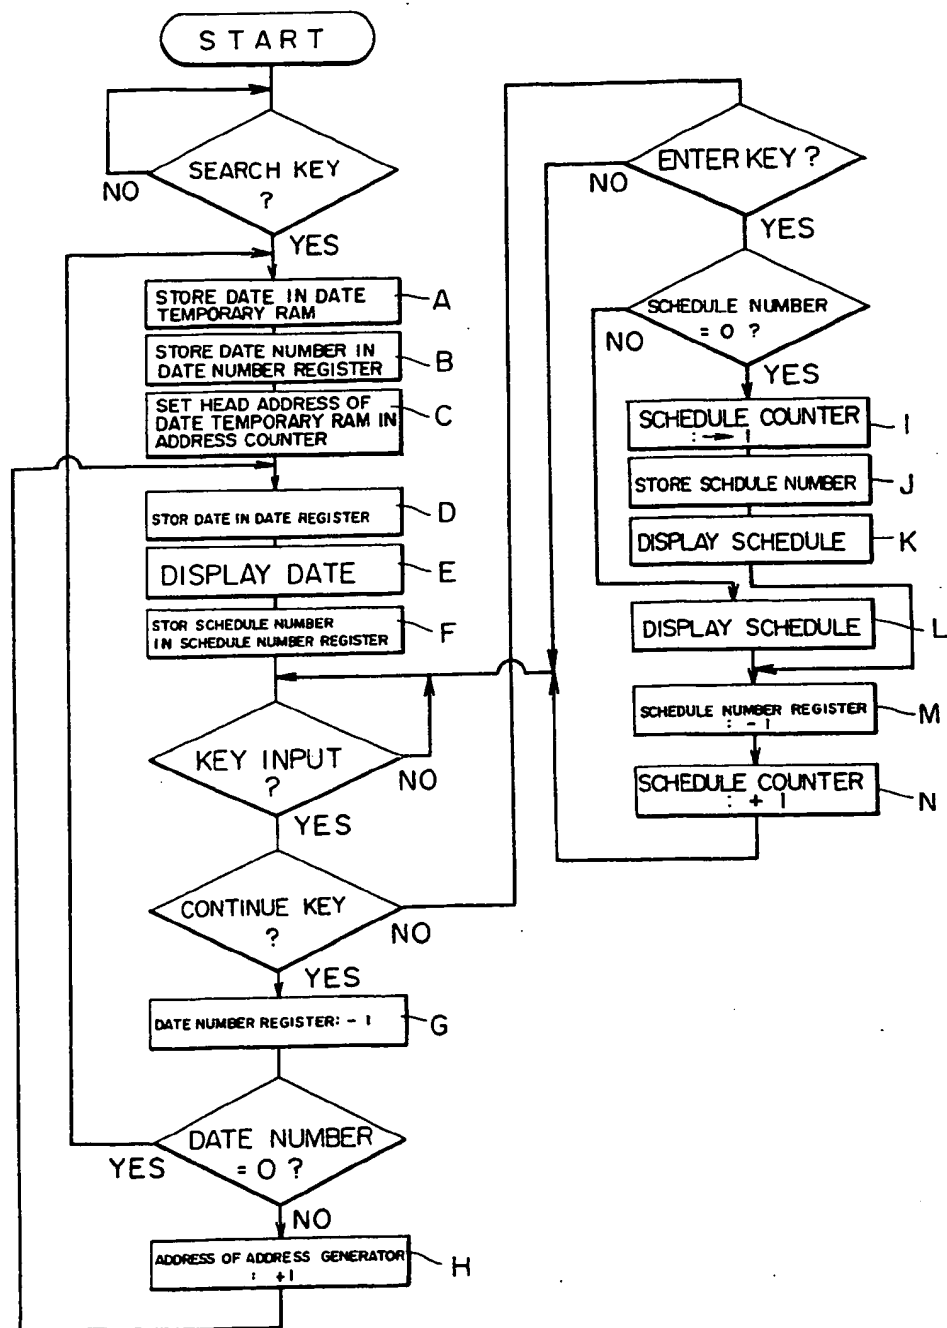 START
SEARCH KEY
?
NO
YES
STORE DATE IN DATE
TEMPORARY RAM
A
STORE DATE NUMBER IN
DATE NUMBER REGISTER
B
SET HEAD ADDRESS OF
DATE TEMPORARY RAM IN
ADDRESS COUNTER
C
STOR DATE IN DATE REGISTER
D
DISPLAY DATE
E
STOR SCHEDULE NUMBER
IN SCHEDULE NUMBER REGISTER
F
KEY INPUT
?
NO
YES
CONTINUE KEY
?
NO
YES
DATE NUMBER REGISTER: - 1
G
DATE NUMBER
= 0 ?
YES
NO
ADDRESS OF ADDRESS GENERATOR
: +1
H
ENTER KEY ?
NO
YES
SCHEDULE NUMBER
= 0 ?
NO
YES
SCHEDULE COUNTER
: → 1
I
STORE SCHDULE NUMBER
J
DISPLAY SCHEDULE
K
DISPLAY SCHEDULE
L
SCHEDULE NUMBER REGISTER
: - 1
M
SCHEDULE COUNTER
: + 1
N